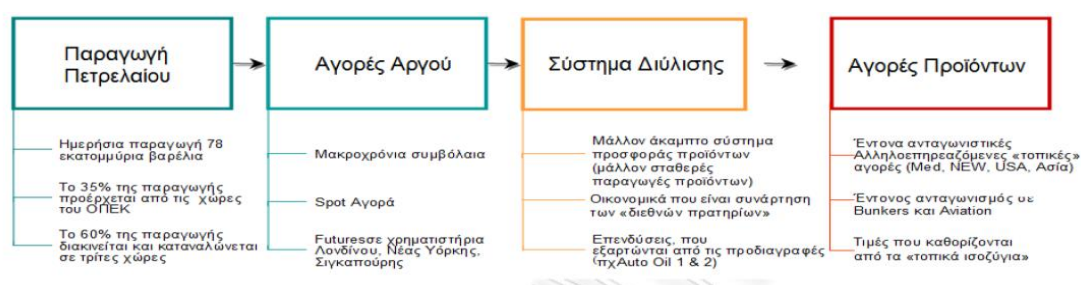 Παραγωγή
Πετρελαίου
Ημερήσια παραγωγή 78
εκατομμύρια βαρέλια
Το 35% της παραγωγής
προέρχεται από τις χώρες
του ΟΠΕΚ
Το 60% της παραγωγής
διακινείται και καταναλώνεται
σε τρίτες χώρες
Αγορές Αργού
Μακροχρόνια συμβόλαια
Spot Αγορά
Futuresσε χρηματιστήρια
Λονδίνου, Νέας Υόρκης,
Σιγκαπούρης
Σύστημα Διύλισης
Μάλλον άκαμπτο σύστημα
προσφοράς προϊόντων
(μάλλον σταθερές
παραγωγές προϊόντων)
Οικονομικά που είναι συνάρτηση
των «διεθνών πρατηρίων»
Επενδύσεις, που
εξαρτώνται από τις προδιαγραφές
(πχAuto Oil 1 & 2)
Αγορές Προϊόντων
Έντονα ανταγωνιστικές
Αλληλοεπηρεαζόμενες «τοπικές»
αγορές (Med, NEW, USA, Ασία)
Έντονος ανταγωνισμός σε
Bunkers και Aviation
Τιμές που καθορίζονται
από τα «τοπικά ισοζύγια»